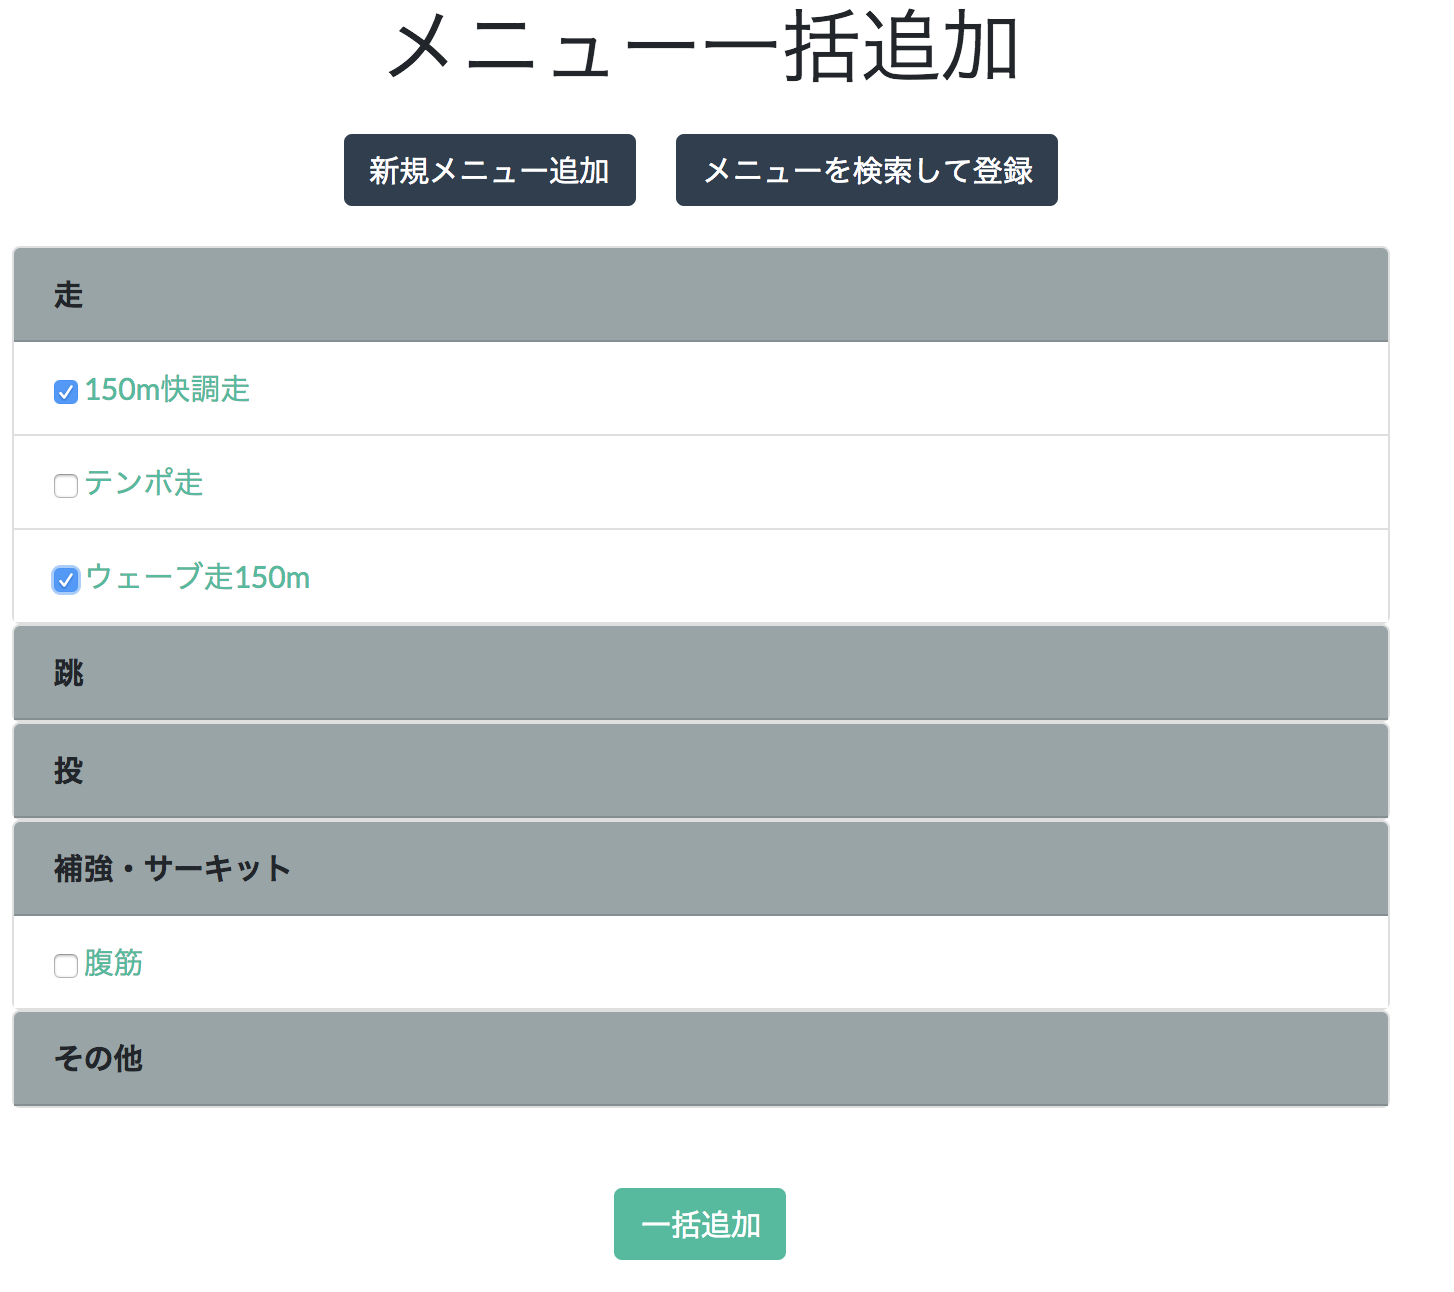 メニュー一括追加
新規メニュー追加 メニューを検索して登録
走
150m快調走
テンポ走
ウェーブ走150m
跳
投
補強・サーキット
腹筋
その他
一括追加